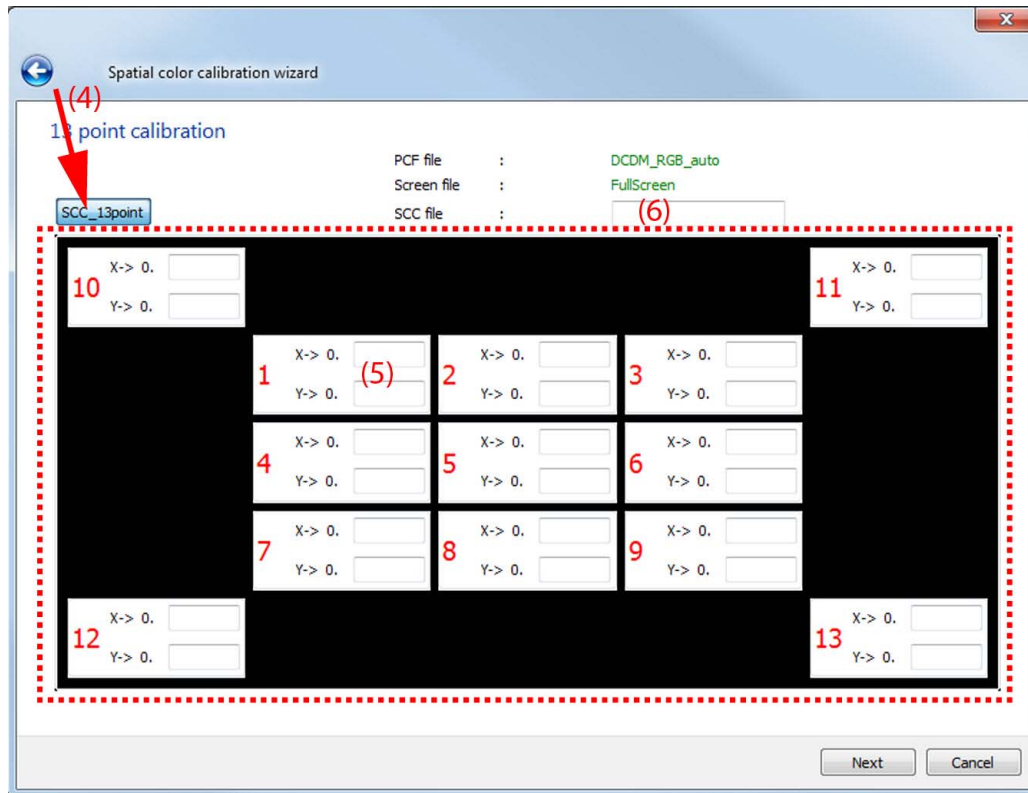 Spatial color calibration wizard
(4)
13 point calibration
PCF file : DCDM_RGB_auto
Screen file : FullScreen
SCC_13point
SCC file : (6)
10 X-> 0.
Y-> 0.
11 X-> 0.
Y-> 0.
1 X-> 0.
Y-> 0.
(5)
2 X-> 0.
Y-> 0.
3 X-> 0.
Y-> 0.
4 X-> 0.
Y-> 0.
5 X-> 0.
Y-> 0.
6 X-> 0.
Y-> 0.
7 X-> 0.
Y-> 0.
8 X-> 0.
Y-> 0.
9 X-> 0.
Y-> 0.
12 X-> 0.
Y-> 0.
13 X-> 0.
Y-> 0.
Next Cancel